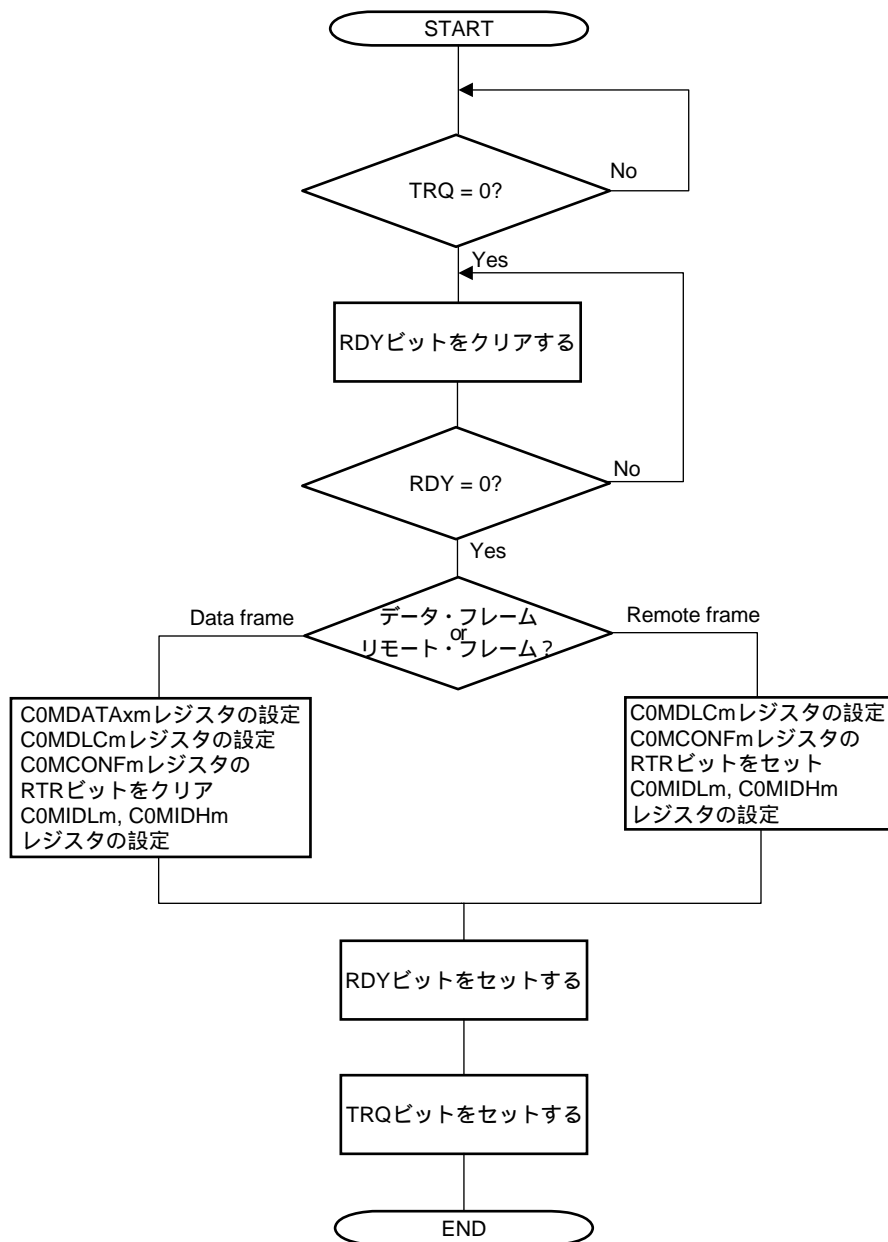 START
No
TRQ = 0?
Yes
RDYビットをクリアする
No
RDY = 0?
Yes
Data frame
データ・フレーム
or
リモート・フレーム？
Remote frame
C0MDATAxmレジスタの設定
C0MDLCmレジスタの設定
C0MCONFmレジスタの
RTRビットをクリア
C0MIDLm, C0MIDHm
レジスタの設定
C0MDLCmレジスタの設定
C0MCONFmレジスタの
RTRビットをセット
C0MIDLm, C0MIDHm
レジスタの設定
RDYビットをセットする
TRQビットをセットする
END